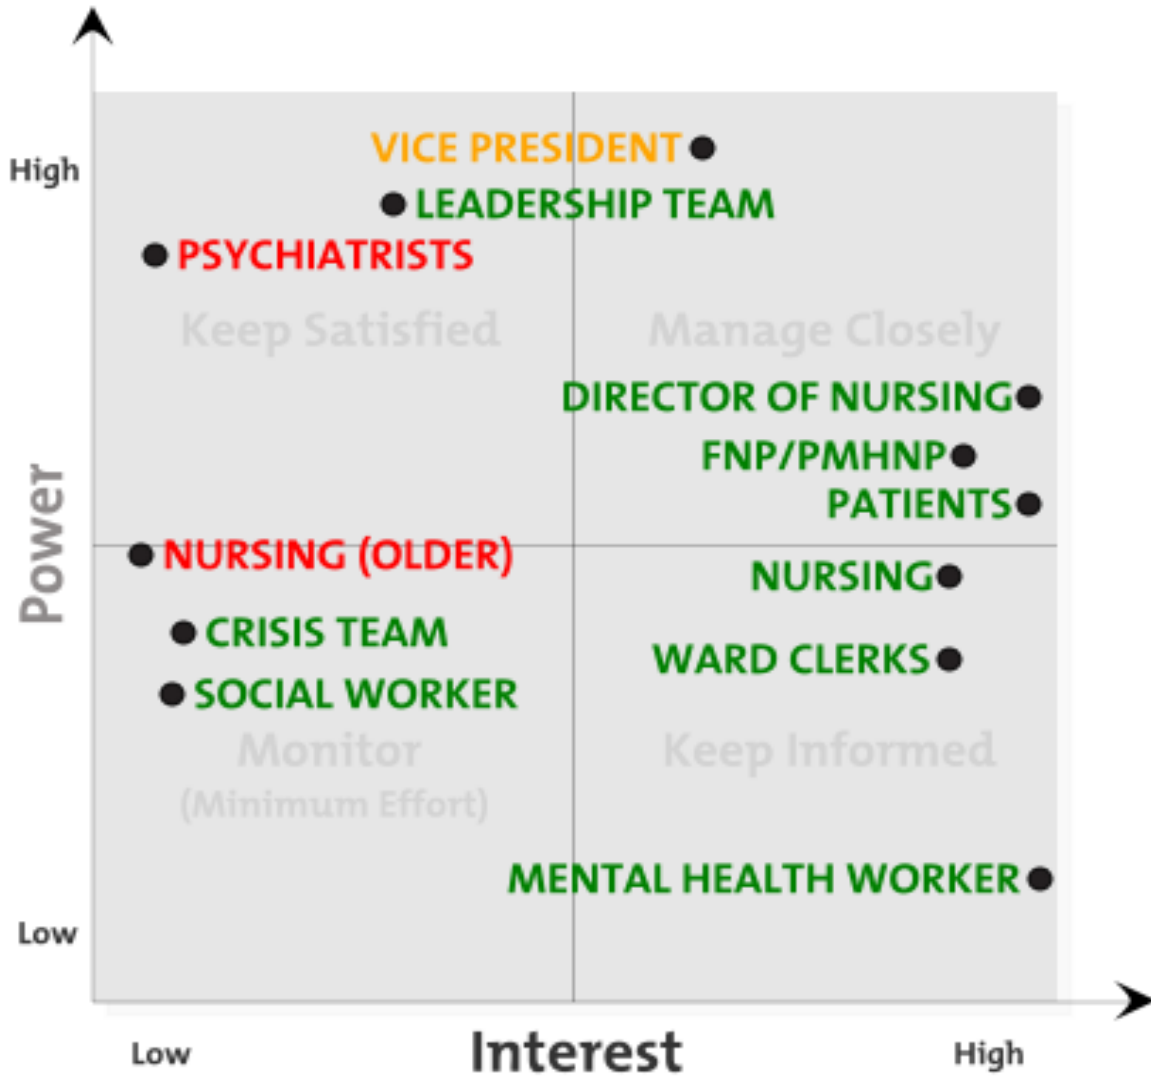 High
VICE PRESIDENT
LEADERSHIP TEAM
PSYCHIATRISTS
Keep Satisfied
Manage Closely
DIRECTOR OF NURSING
FNP/PMHNP
PATIENTS
Power
NURSING (OLDER)
NURSING
CRISIS TEAM
WARD CLERKS
SOCIAL WORKER
Monitor
(Minimum Effort)
Keep Informed
MENTAL HEALTH WORKER
Low
Low
Interest
High